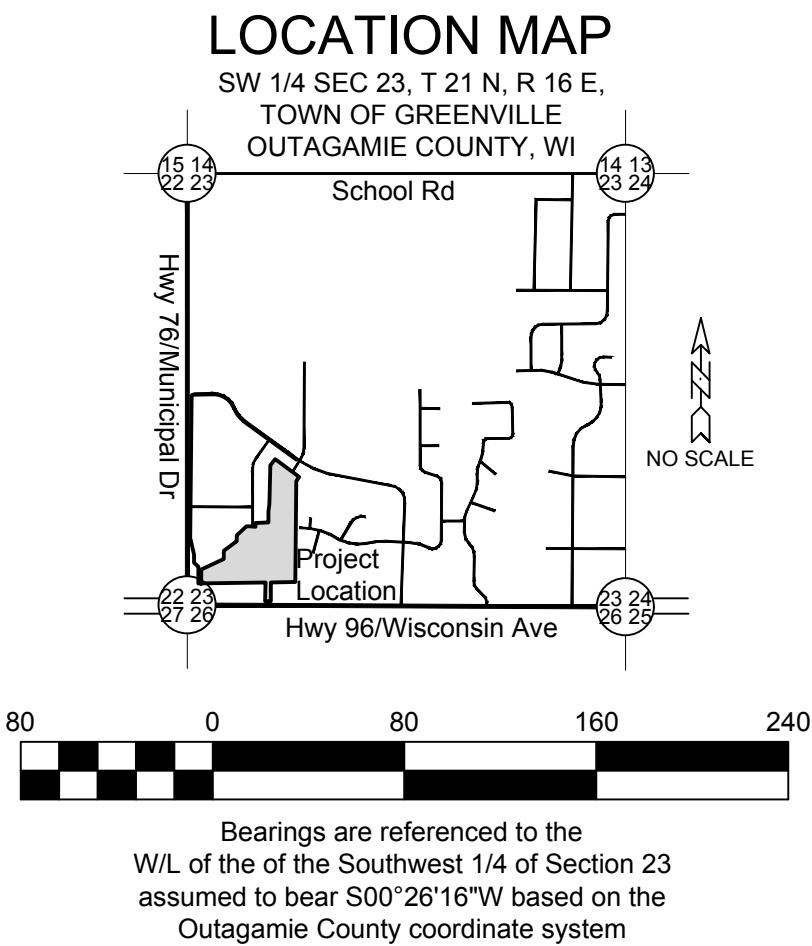 LOCATION MAP
SW 1/4 SEC 23, T 21 N, R 16 E,
TOWN OF GREENVILLE
OUTAGAMIE COUNTY, WI
15 14
22 23
14 13
23 24
School Rd
Hwy 76/Municipal Dr
N
NO SCALE
Project
Location
22 23
27 26
23 24
26 25
Hwy 96/Wisconsin Ave
80 0 80 160 240
Bearings are referenced to the
W/L of the of the Southwest 1/4 of Section 23
assumed to bear S00°26'16"W based on the
Outagamie County coordinate system